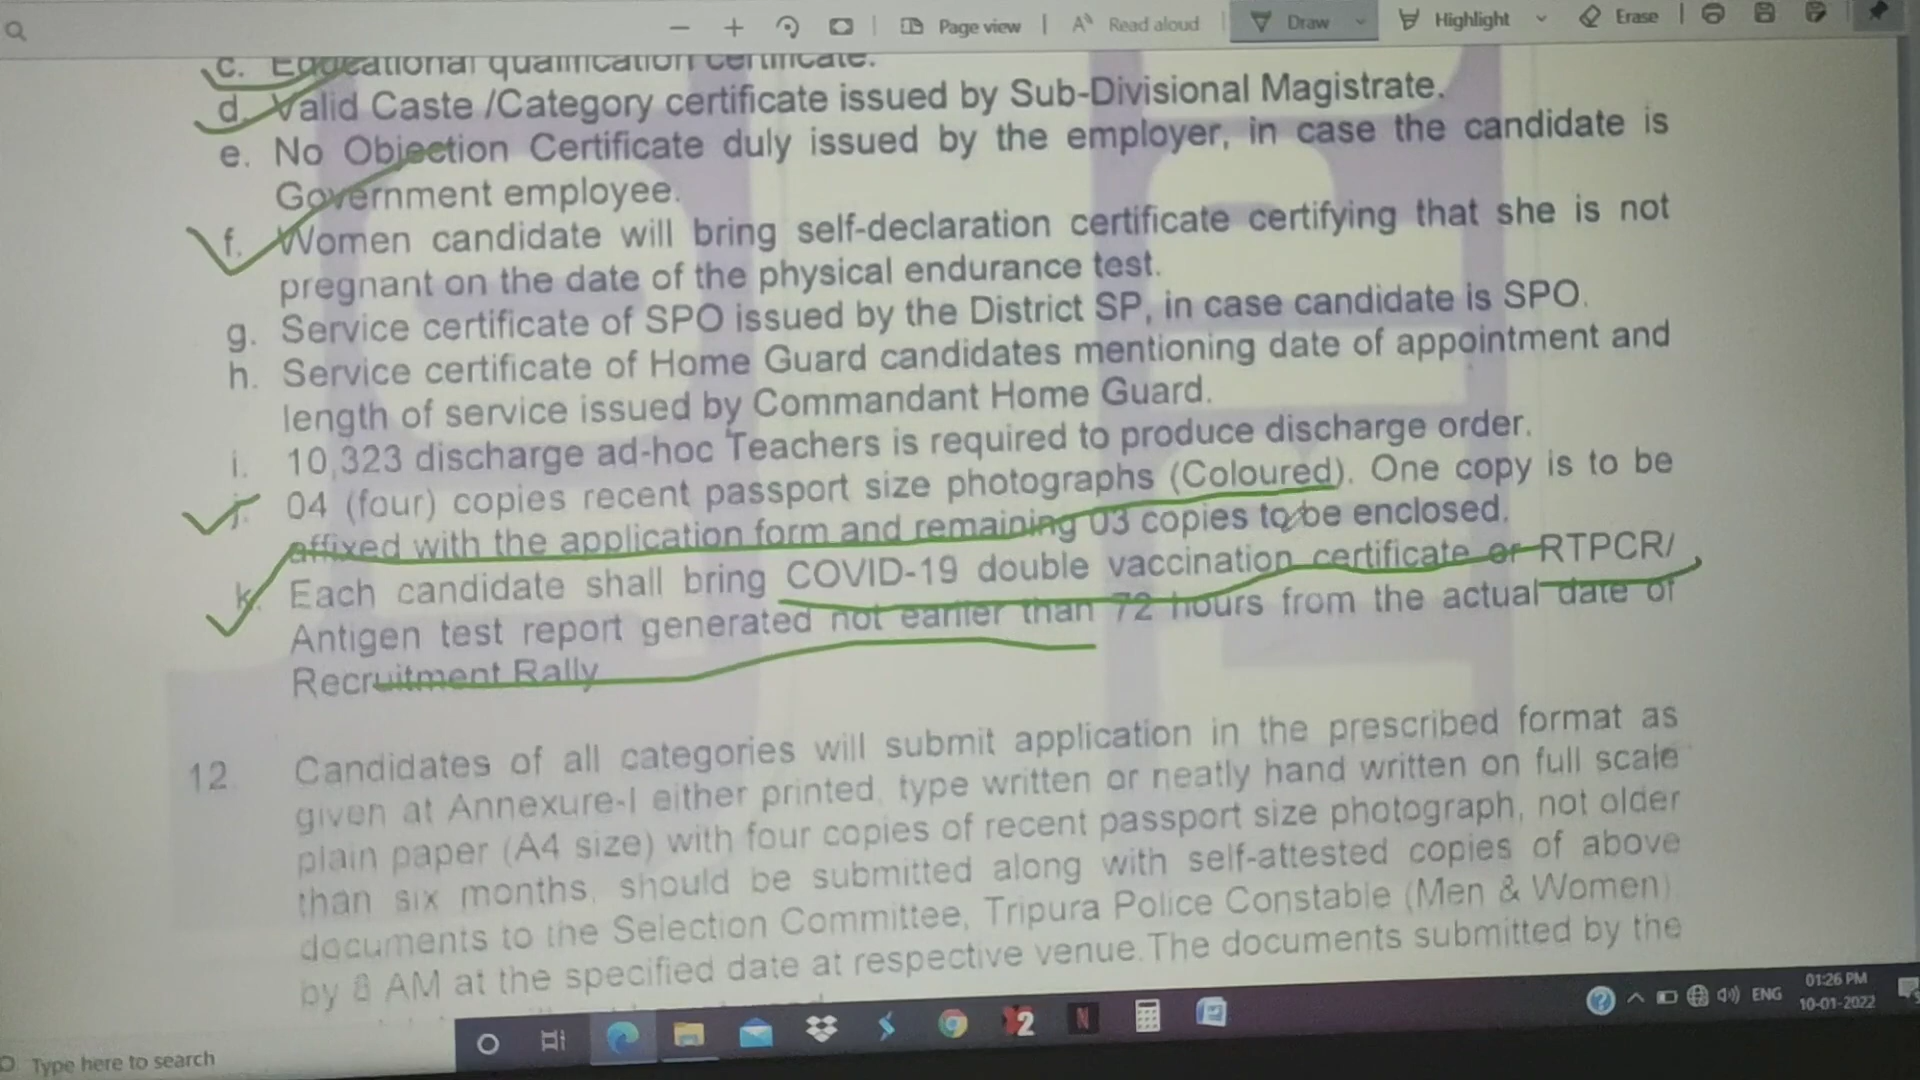 Page view
Read aloud
Draw
Highlight
Erase
c. Educational qualification certificate.
d. Valid Caste /Category certificate issued by Sub-Divisional Magistrate.
e. No Objection Certificate duly issued by the employer, in case the candidate is
Government employee.
f. Women candidate will bring self-declaration certificate certifying that she is not
pregnant on the date of the physical endurance test.
g. Service certificate of SPO issued by the District SP, in case candidate is SPO.
h. Service certificate of Home Guard candidates mentioning date of appointment and
length of service issued by Commandant Home Guard.
i. 10,323 discharge ad-hoc Teachers is required to produce discharge order.
j. 04 (four) copies recent passport size photographs (Coloured). One copy is to be
affixed with the application form and remaining 03 copies to be enclosed.
k. Each candidate shall bring COVID-19 double vaccination certificate or RTPCR/
Antigen test report generated not earlier than 72 hours from the actual date of
Recruitment Rally
12 Candidates of all categories will submit application in the prescribed format as
given at Annexure-I either printed, type written or neatly hand written on full scale
plain paper (A4 size) with four copies of recent passport size photograph, not older
than six months, should be submitted along with self-attested copies of above
documents to the Selection Committee, Tripura Police Constable (Men & Women)
by 8 AM at the specified date at respective venue. The documents submitted by the
Type here to search
2
N
ENG
01:26 PM
10-01-2022